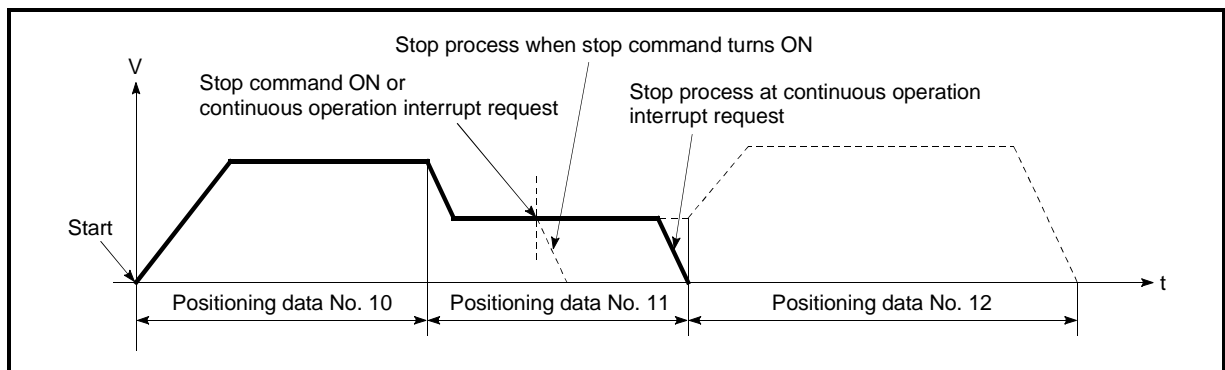 Stop process when stop command turns ON
V
Stop command ON or
continuous operation interrupt request
Stop process at continuous operation
interrupt request
Start
t
Positioning data No. 10
Positioning data No. 11
Positioning data No. 12